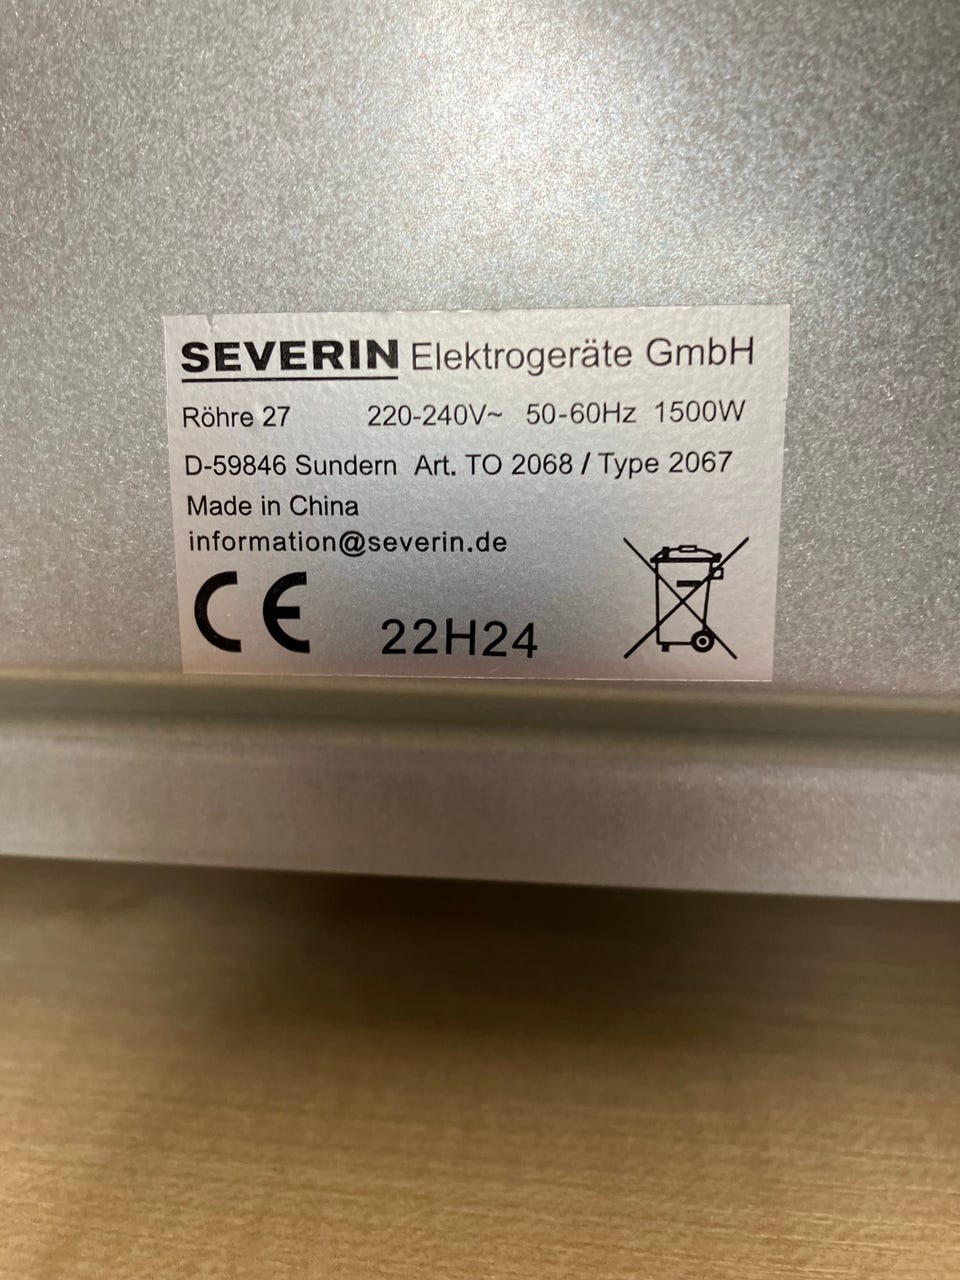 SEVERIN Elektrogeräte GmbH
Röhre 27 220-240V~ 50-60Hz 1500W
D-59846 Sundern Art. TO 2068 / Type 2067
Made in China
information@severin.de
CE 22H24